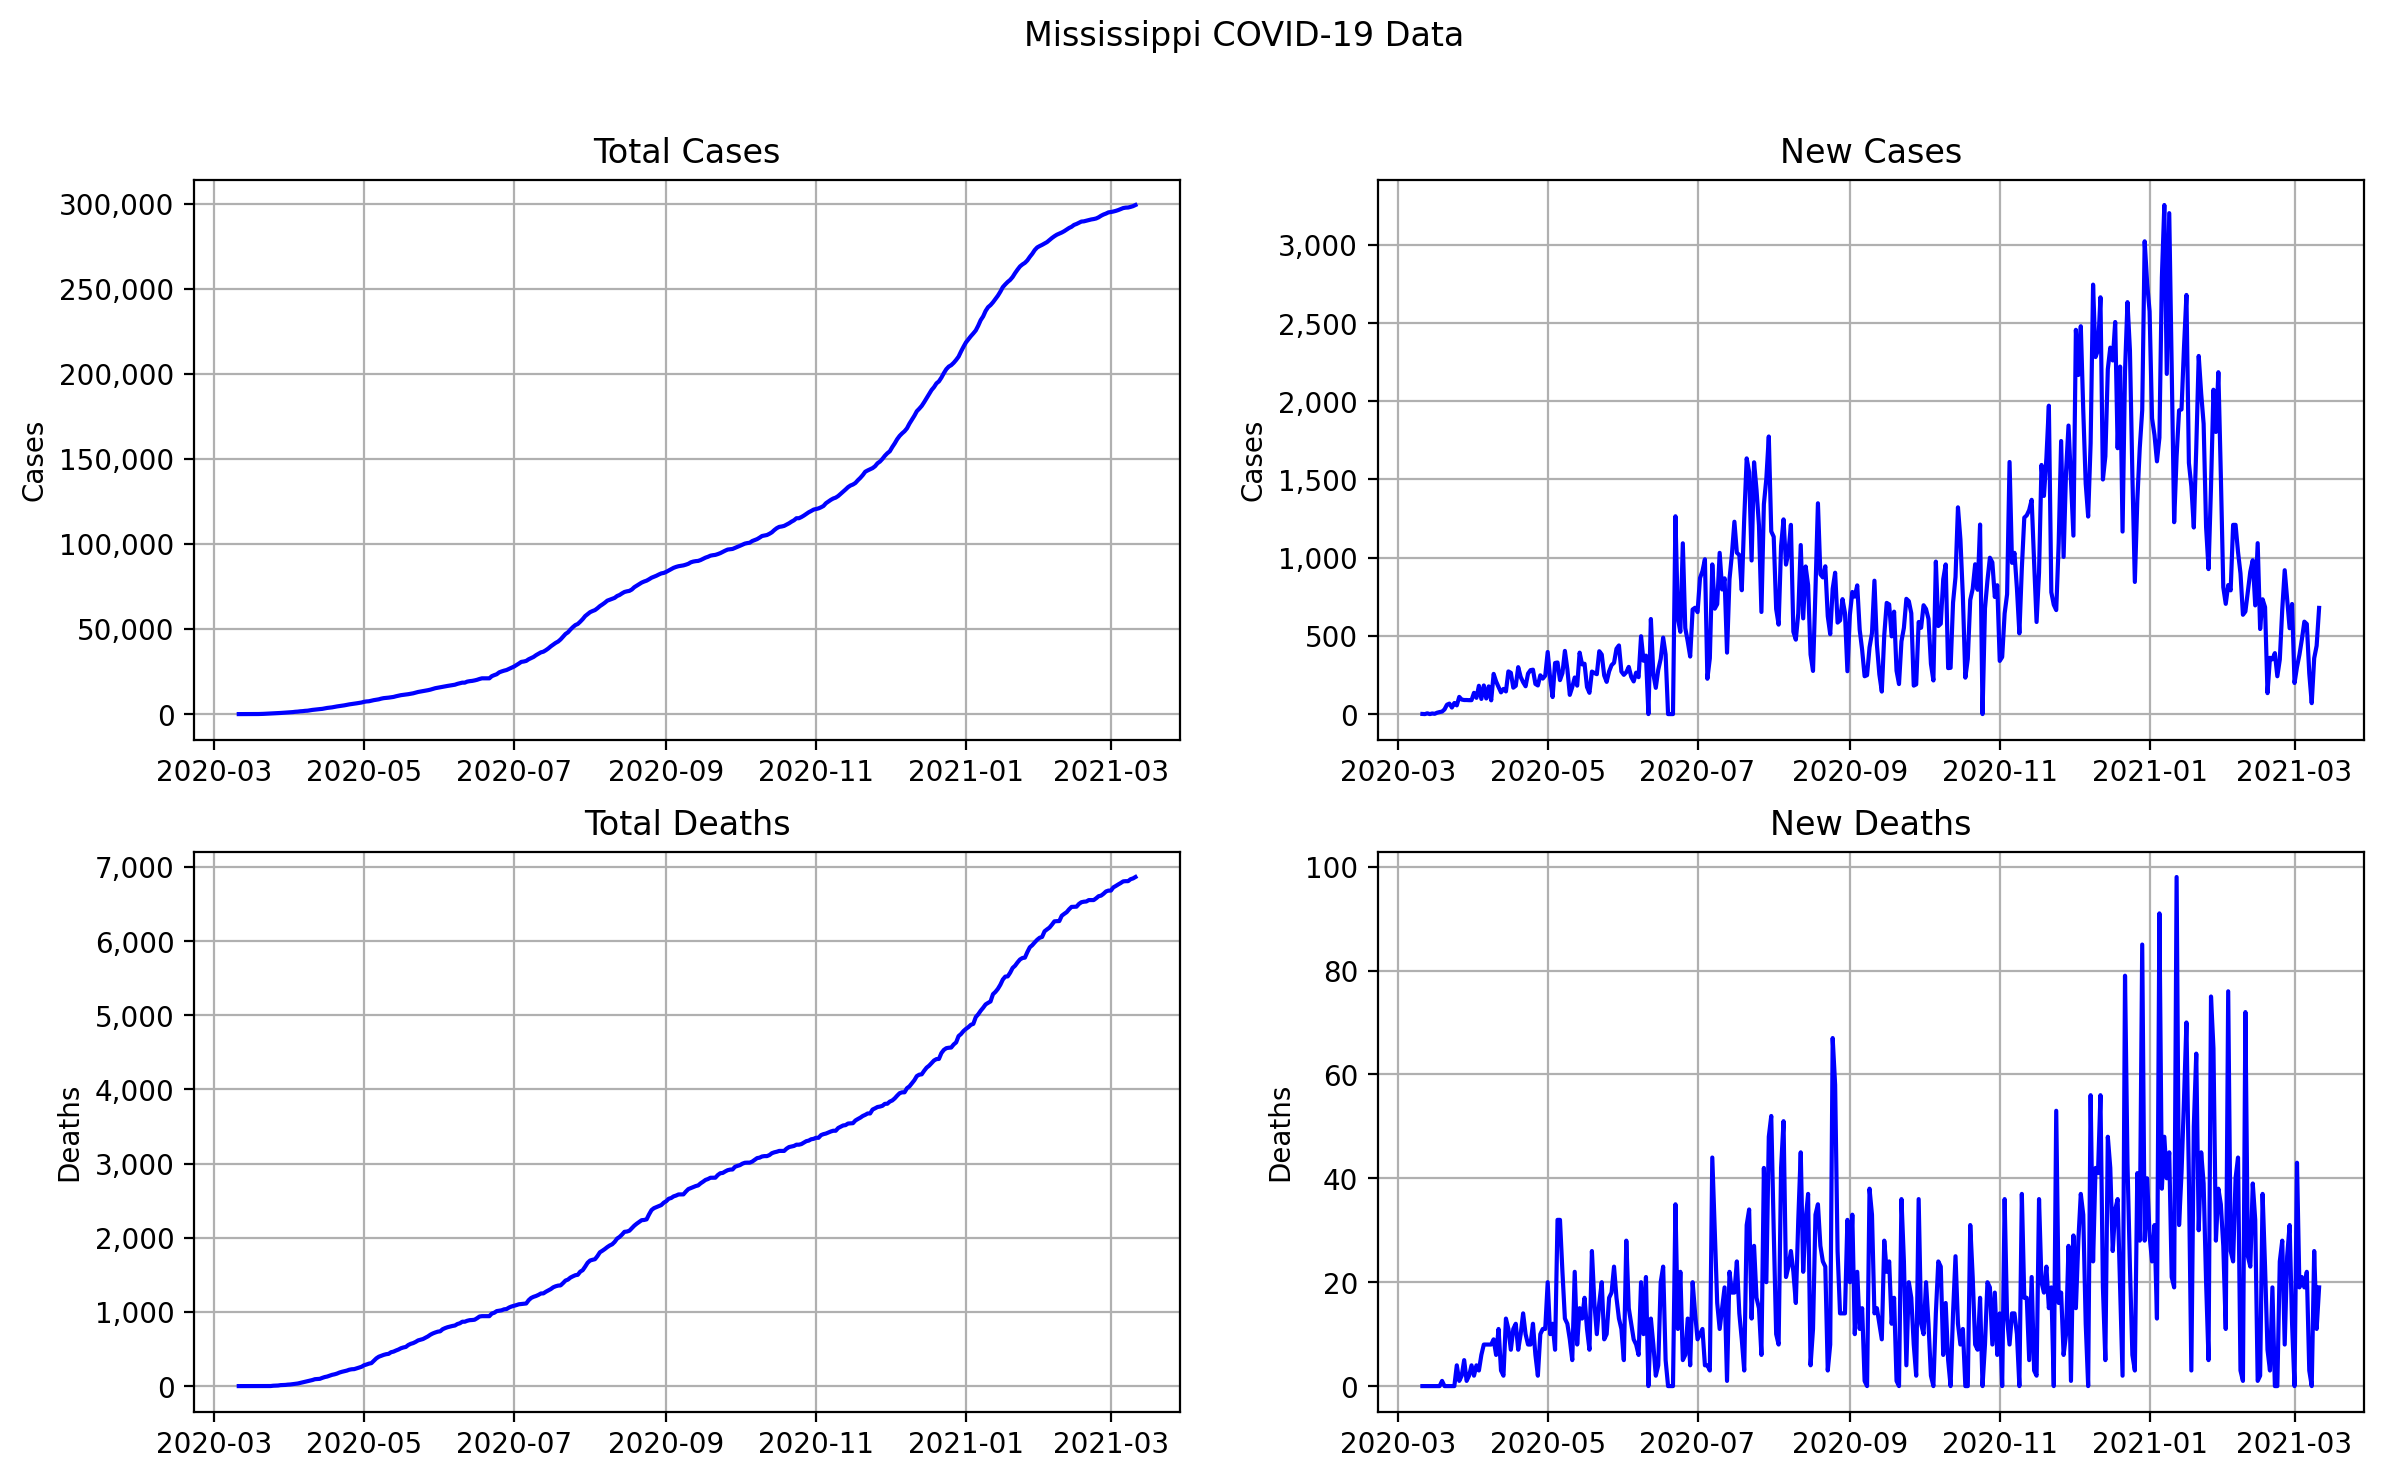 Mississippi COVID-19 Data
Total Cases
300,000
250,000
200,000
150,000
100,000
50,000
0
Cases
2020-03 2020-05 2020-07 2020-09 2020-11 2021-01 2021-03
New Cases
3,000
2,500
2,000
1,500
1,000
500
0
Cases
2020-03 2020-05 2020-07 2020-09 2020-11 2021-01 2021-03
Total Deaths
7,000
6,000
5,000
4,000
3,000
2,000
1,000
0
Deaths
2020-03 2020-05 2020-07 2020-09 2020-11 2021-01 2021-03
New Deaths
100
80
60
40
20
0
Deaths
2020-03 2020-05 2020-07 2020-09 2020-11 2021-01 2021-03